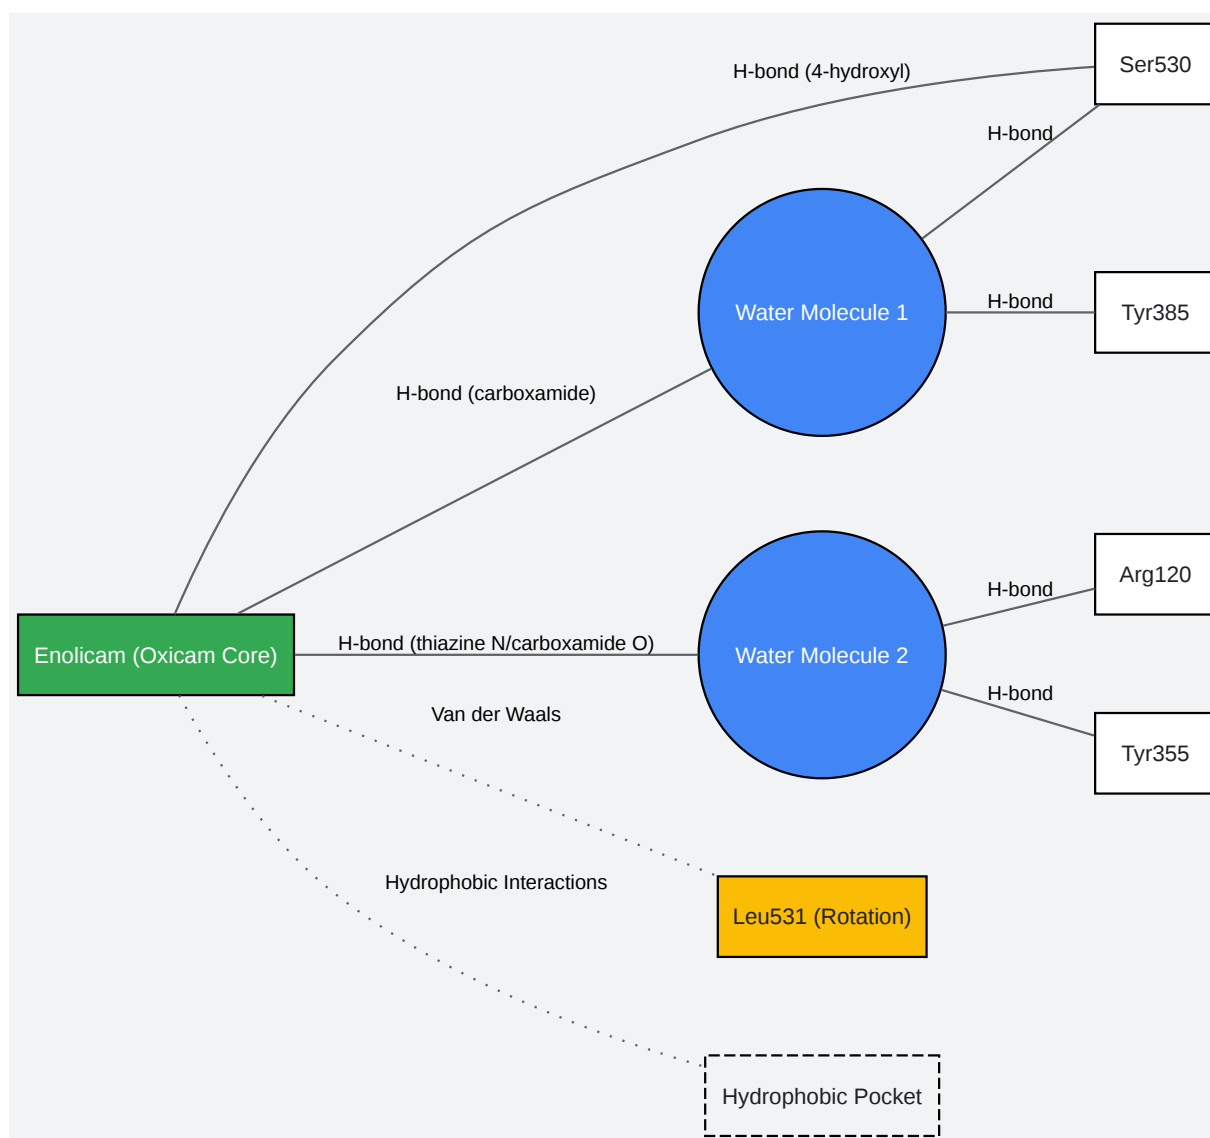 H-bond (4-hydroxyl)
Ser530
H-bond
Water Molecule 1
H-bond
Tyr385
H-bond (carboxamide)
Arg120
H-bond
Enolicam (Oxicam Core)
H-bond (thiazine N/carboxamide O)
Water Molecule 2
H-bond
Tyr355
Van der Waals
Hydrophobic Interactions
Leu531 (Rotation)
Hydrophobic Pocket